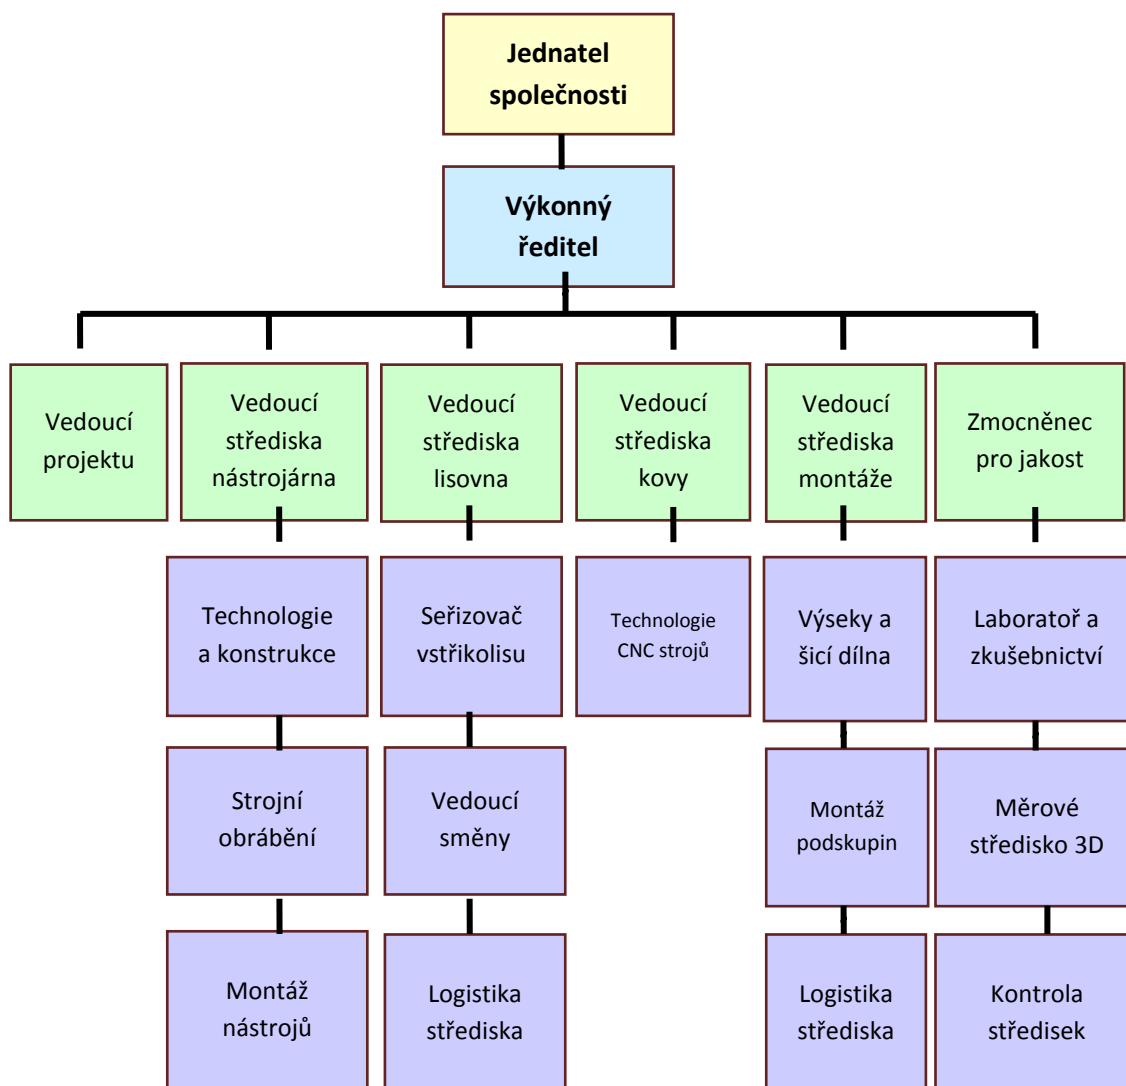 Jednatel
společnosti
Výkonný
ředitel
Vedoucí
projektu
Vedoucí
střediska
nástrojárna
Vedoucí
střediska
lisovna
Vedoucí
střediska
kovy
Vedoucí
střediska
montáže
Zmocněnec
pro jakost
Technologie
a konstrukce
Seřizovač
vstřikolisu
Technologie
CNC strojů
Výseky a
šicí dílna
Laboratoř a
zkušebnictví
Strojní
obrábění
Vedoucí
směny
Montáž
podskupin
Měrové
středisko 3D
Montáž
nástrojů
Logistika
střediska
Logistika
střediska
Kontrola
středisek